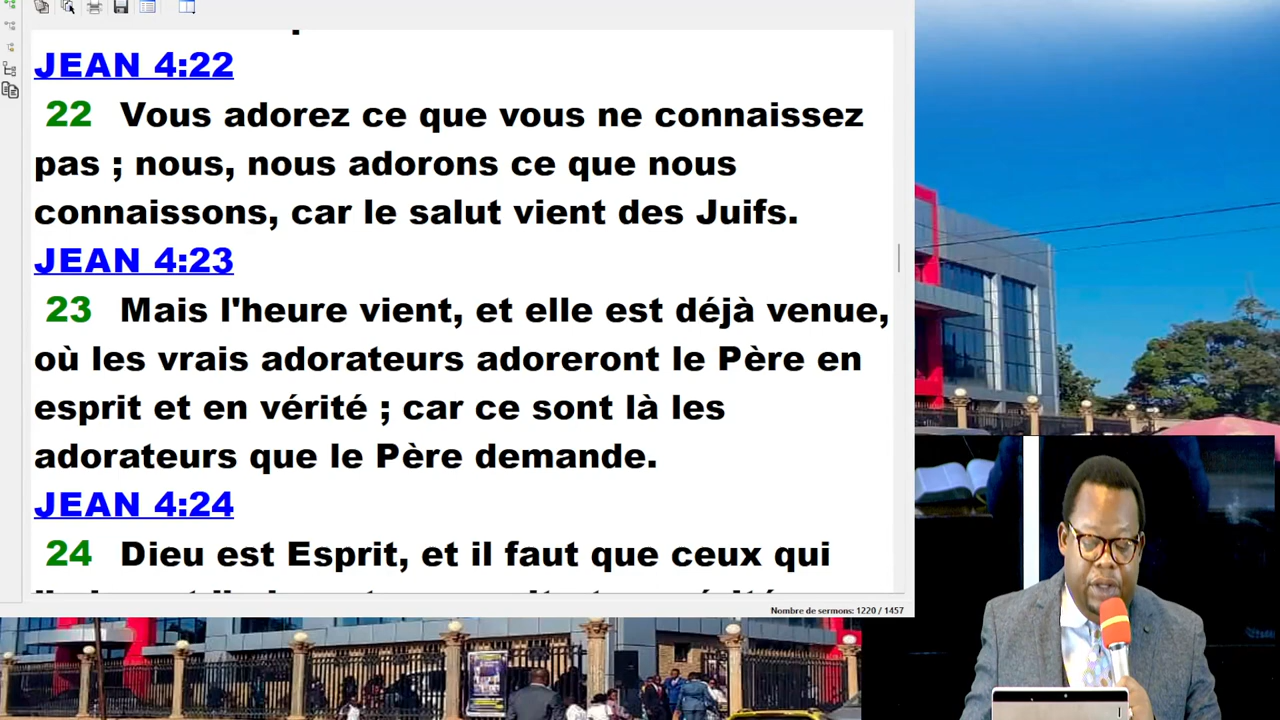 JEAN 4:22
22 Vous adorez ce que vous ne connaissez
pas ; nous, nous adorons ce que nous
connaissons, car le salut vient des Juifs.
JEAN 4:23
23 Mais l'heure vient, et elle est déjà venue,
où les vrais adorateurs adoreront le Père en
esprit et en vérité ; car ce sont là les
adorateurs que le Père demande.
JEAN 4:24
24 Dieu est Esprit, et il faut que ceux qui
Nombre de sermons: 1220 / 1457